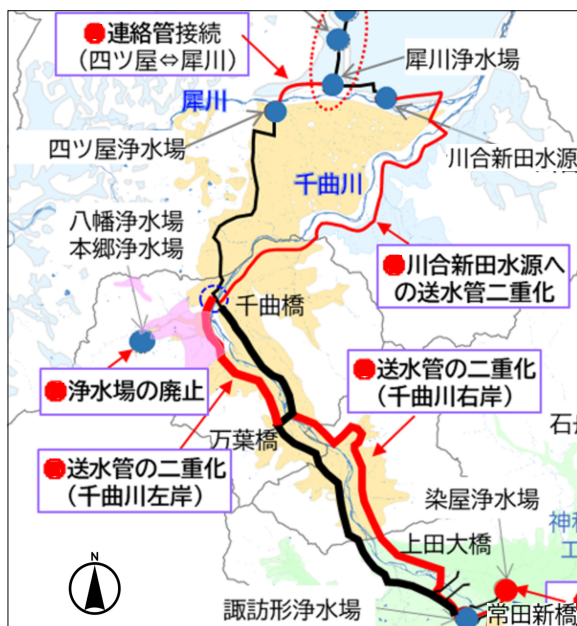 ●連絡管接続
(四ツ屋⇔犀川)
犀川浄水場
犀川
四ツ屋浄水場
川合新田水源
千曲川
八幡浄水場
本郷浄水場
●川合新田水源へ
の送水管二重化
千曲橋
●浄水場の廃止
●送水管の二重化
(千曲川右岸)
万葉橋
●送水管の二重化
(千曲川左岸)
染屋浄水場
上田大橋
N
諏訪形浄水場
常田新橋